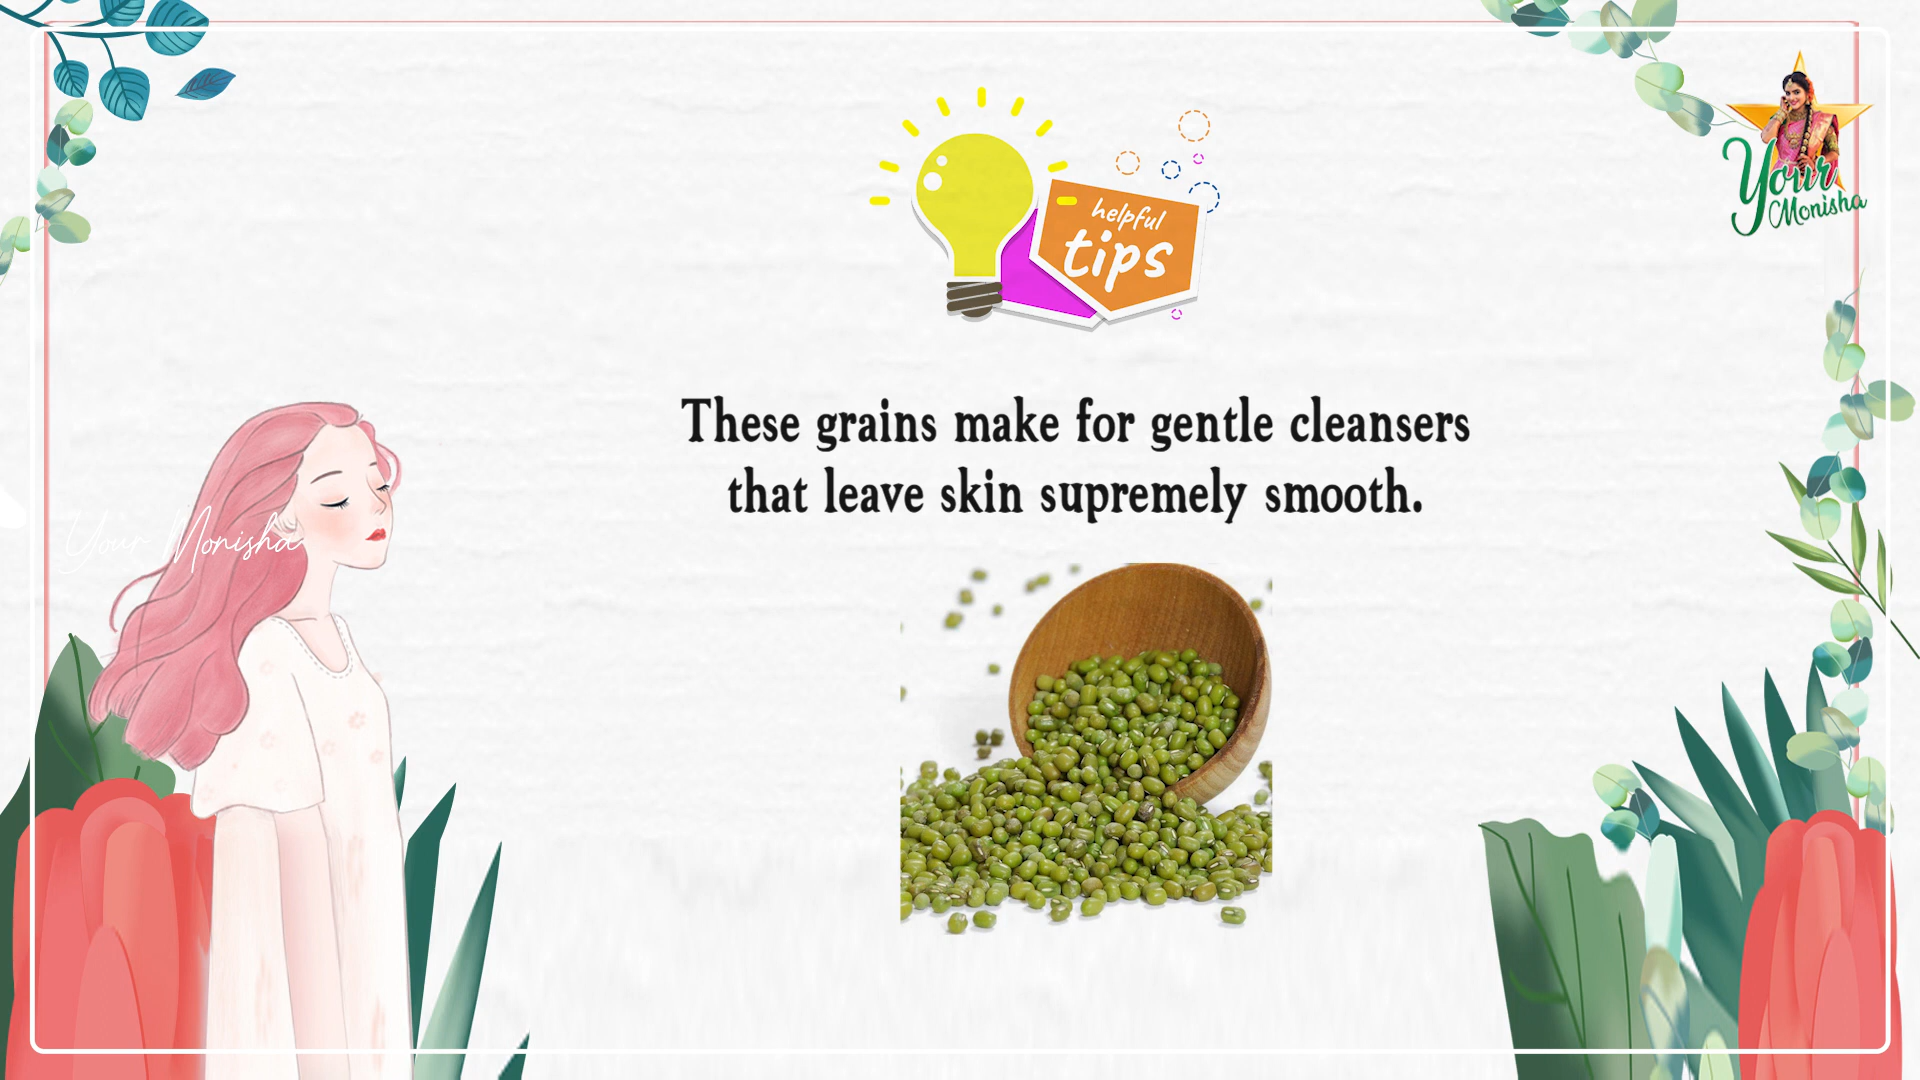 Your
Monisha
helpful
tips
These grains make for gentle cleansers
that leave skin supremely smooth.
Your Monisha